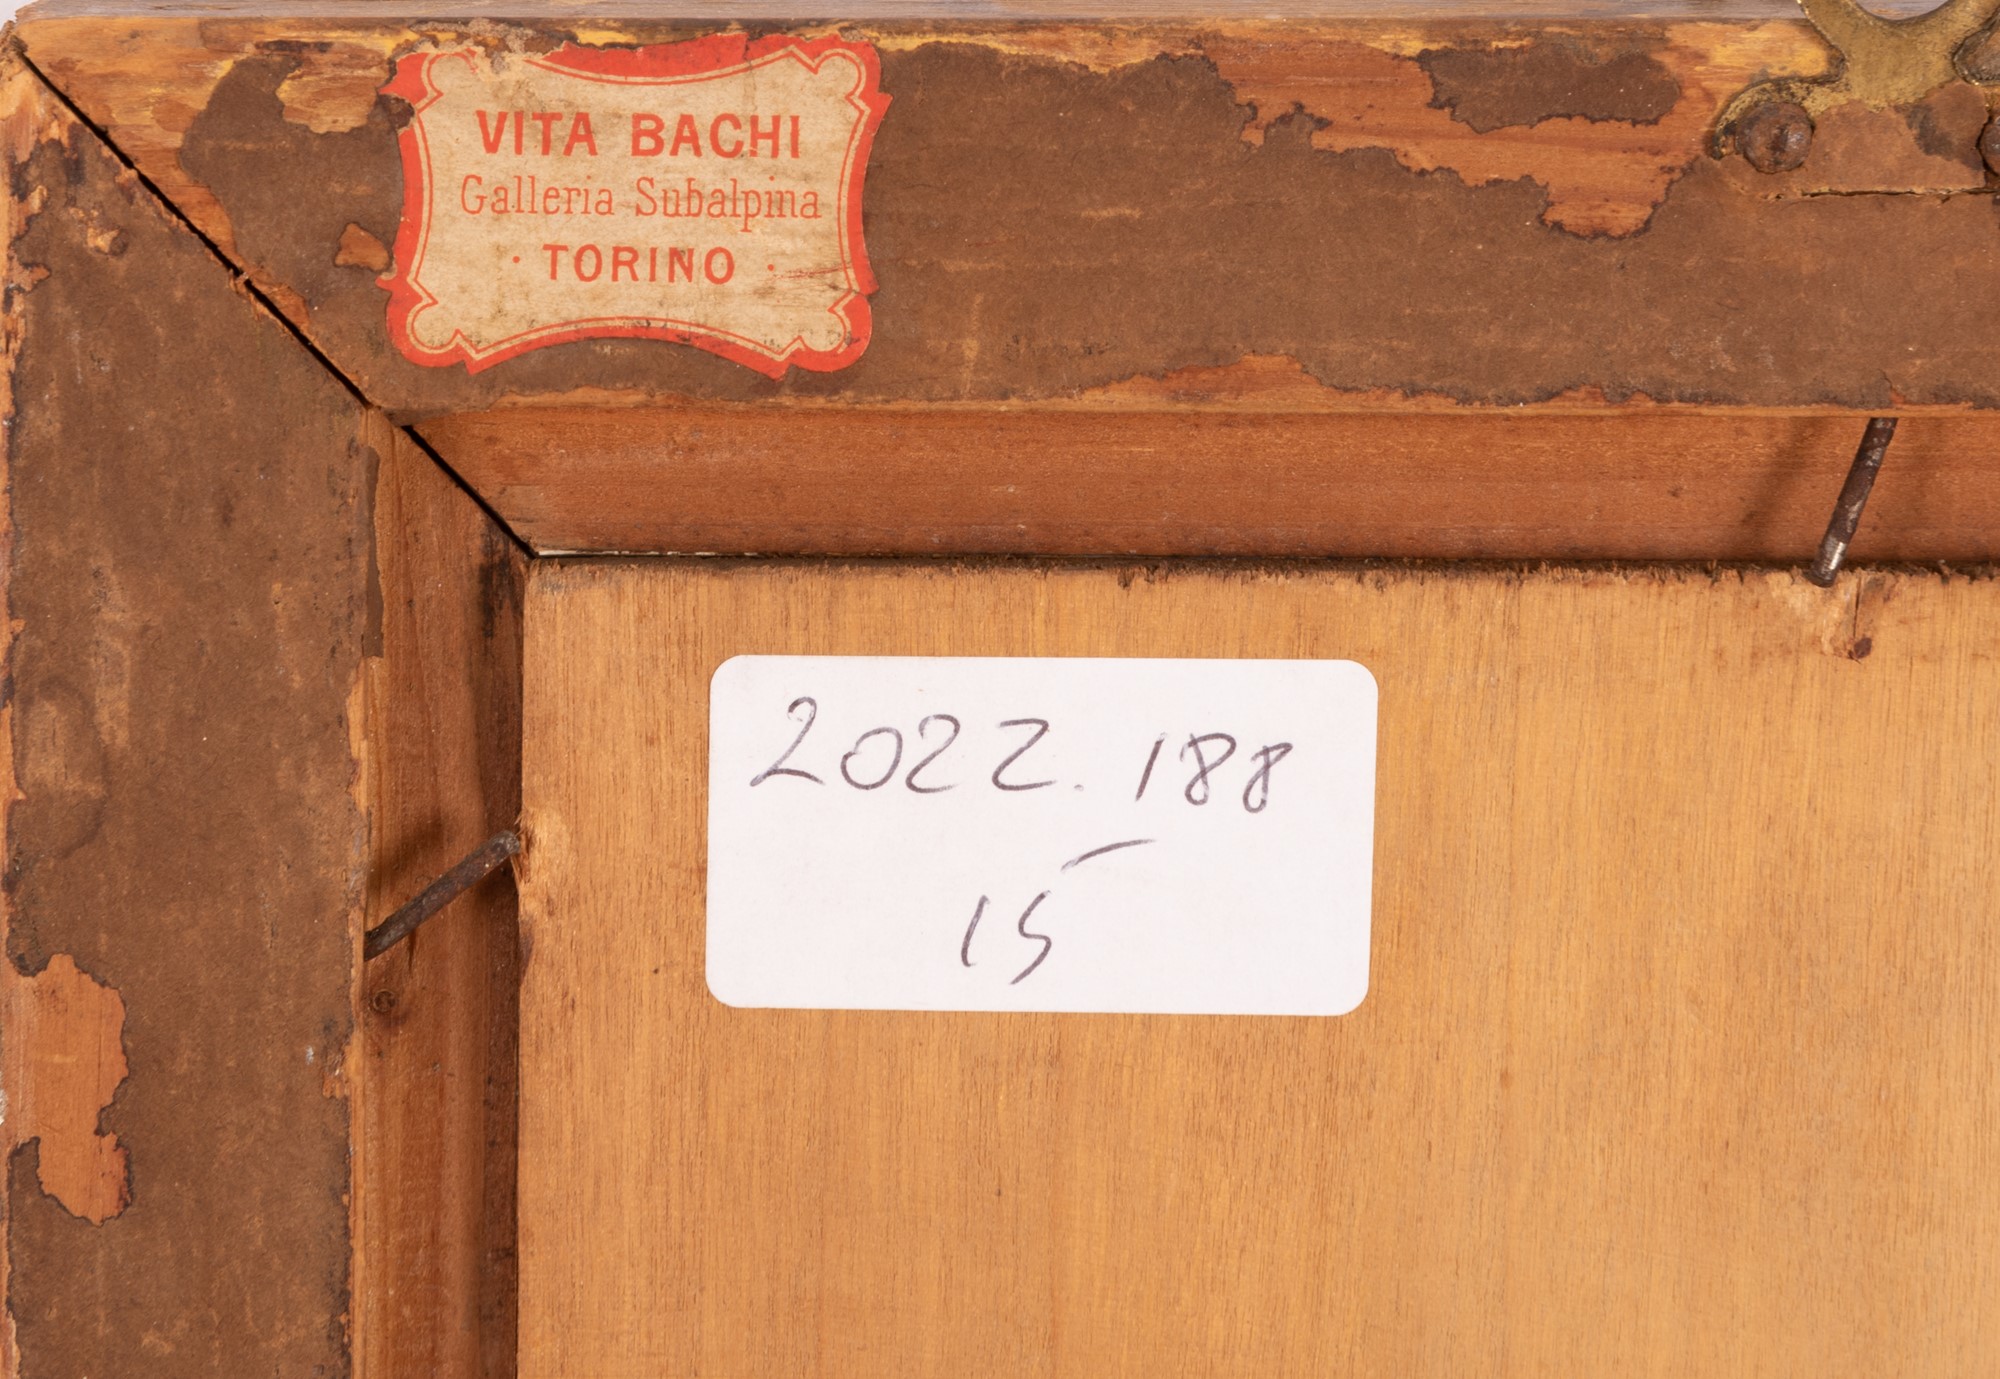 VITA BACHI
Galleria Subalpina
· TORINO ·
2022.188
15